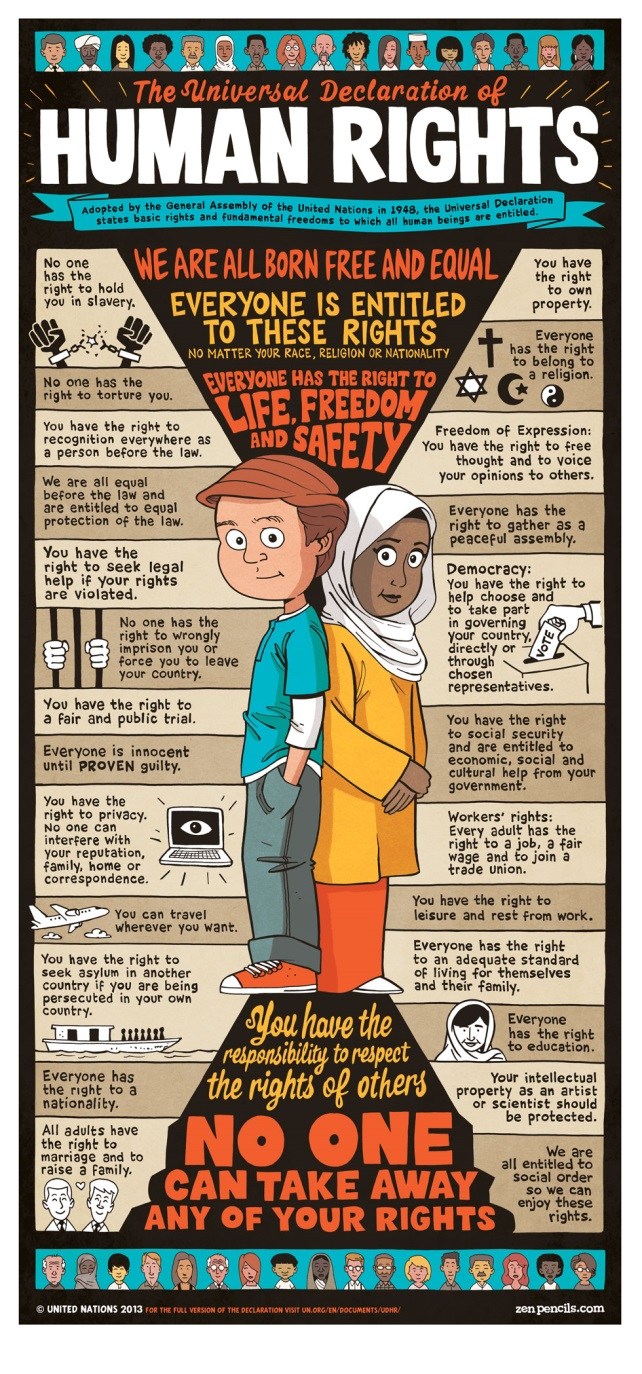 The Universal Declaration of
HUMAN RIGHTS
Adopted by the General Assembly of the United Nations in 1948, the Universal Declaration
states basic rights and fundamental freedoms to which all human beings are entitled.
WE ARE ALL BORN FREE AND EQUAL
EVERYONE IS ENTITLED
TO THESE RIGHTS
NO MATTER YOUR RACE, RELIGION OR NATIONALITY
EVERYONE HAS THE RIGHT TO
LIFE, FREEDOM
AND SAFETY
No one
has the
right to hold
you in slavery.
No one has the
right to torture you.
You have the right to
recognition everywhere as
a person before the law.
We are all equal
before the law and
are entitled to equal
protection of the law.
You have the
right to seek legal
help if your rights
are violated.
No one has the
right to wrongly
imprison you or
force you to leave
your country.
You have the right to
a fair and public trial.
Everyone is innocent
until PROVEN guilty.
You have the
right to privacy.
No one can
interfere with
your reputation,
family, home or
correspondence.
You can travel
wherever you want.
You have the right to
seek asylum in another
country if you are being
persecuted in your own
country.
Everyone has
the right to a
nationality.
All adults have
the right to
marriage and to
raise a family.
You have
the right
to own
property.
Everyone
has the right
to belong to
a religion.
Freedom of Expression:
You have the right to free
thought and to voice
your opinions to others.
Everyone has the
right to gather as a
peaceful assembly.
Democracy:
You have the right to
help choose and
to take part
in governing
your country,
directly or
through
chosen
representatives.
VOTE
You have the right
to social security
and are entitled to
economic, social and
cultural help from your
government.
Workers' rights:
Every adult has the
right to a job, a fair
wage and to join a
trade union.
You have the right to
leisure and rest from work.
Everyone has the right
to an adequate standard
of living for themselves
and their family.
Everyone
has the right
to education.
Your intellectual
property as an artist
or scientist should
be protected.
We are
all entitled to
social order
so we can
enjoy these
rights.
You have the
responsibility to respect
the rights of others
NO ONE
CAN TAKE AWAY
ANY OF YOUR RIGHTS
© UNITED NATIONS 2013 FOR THE FULL VERSION OF THE DECLARATION VISIT UN.ORG/EN/DOCUMENTS/UDHR/
zenpencils.com